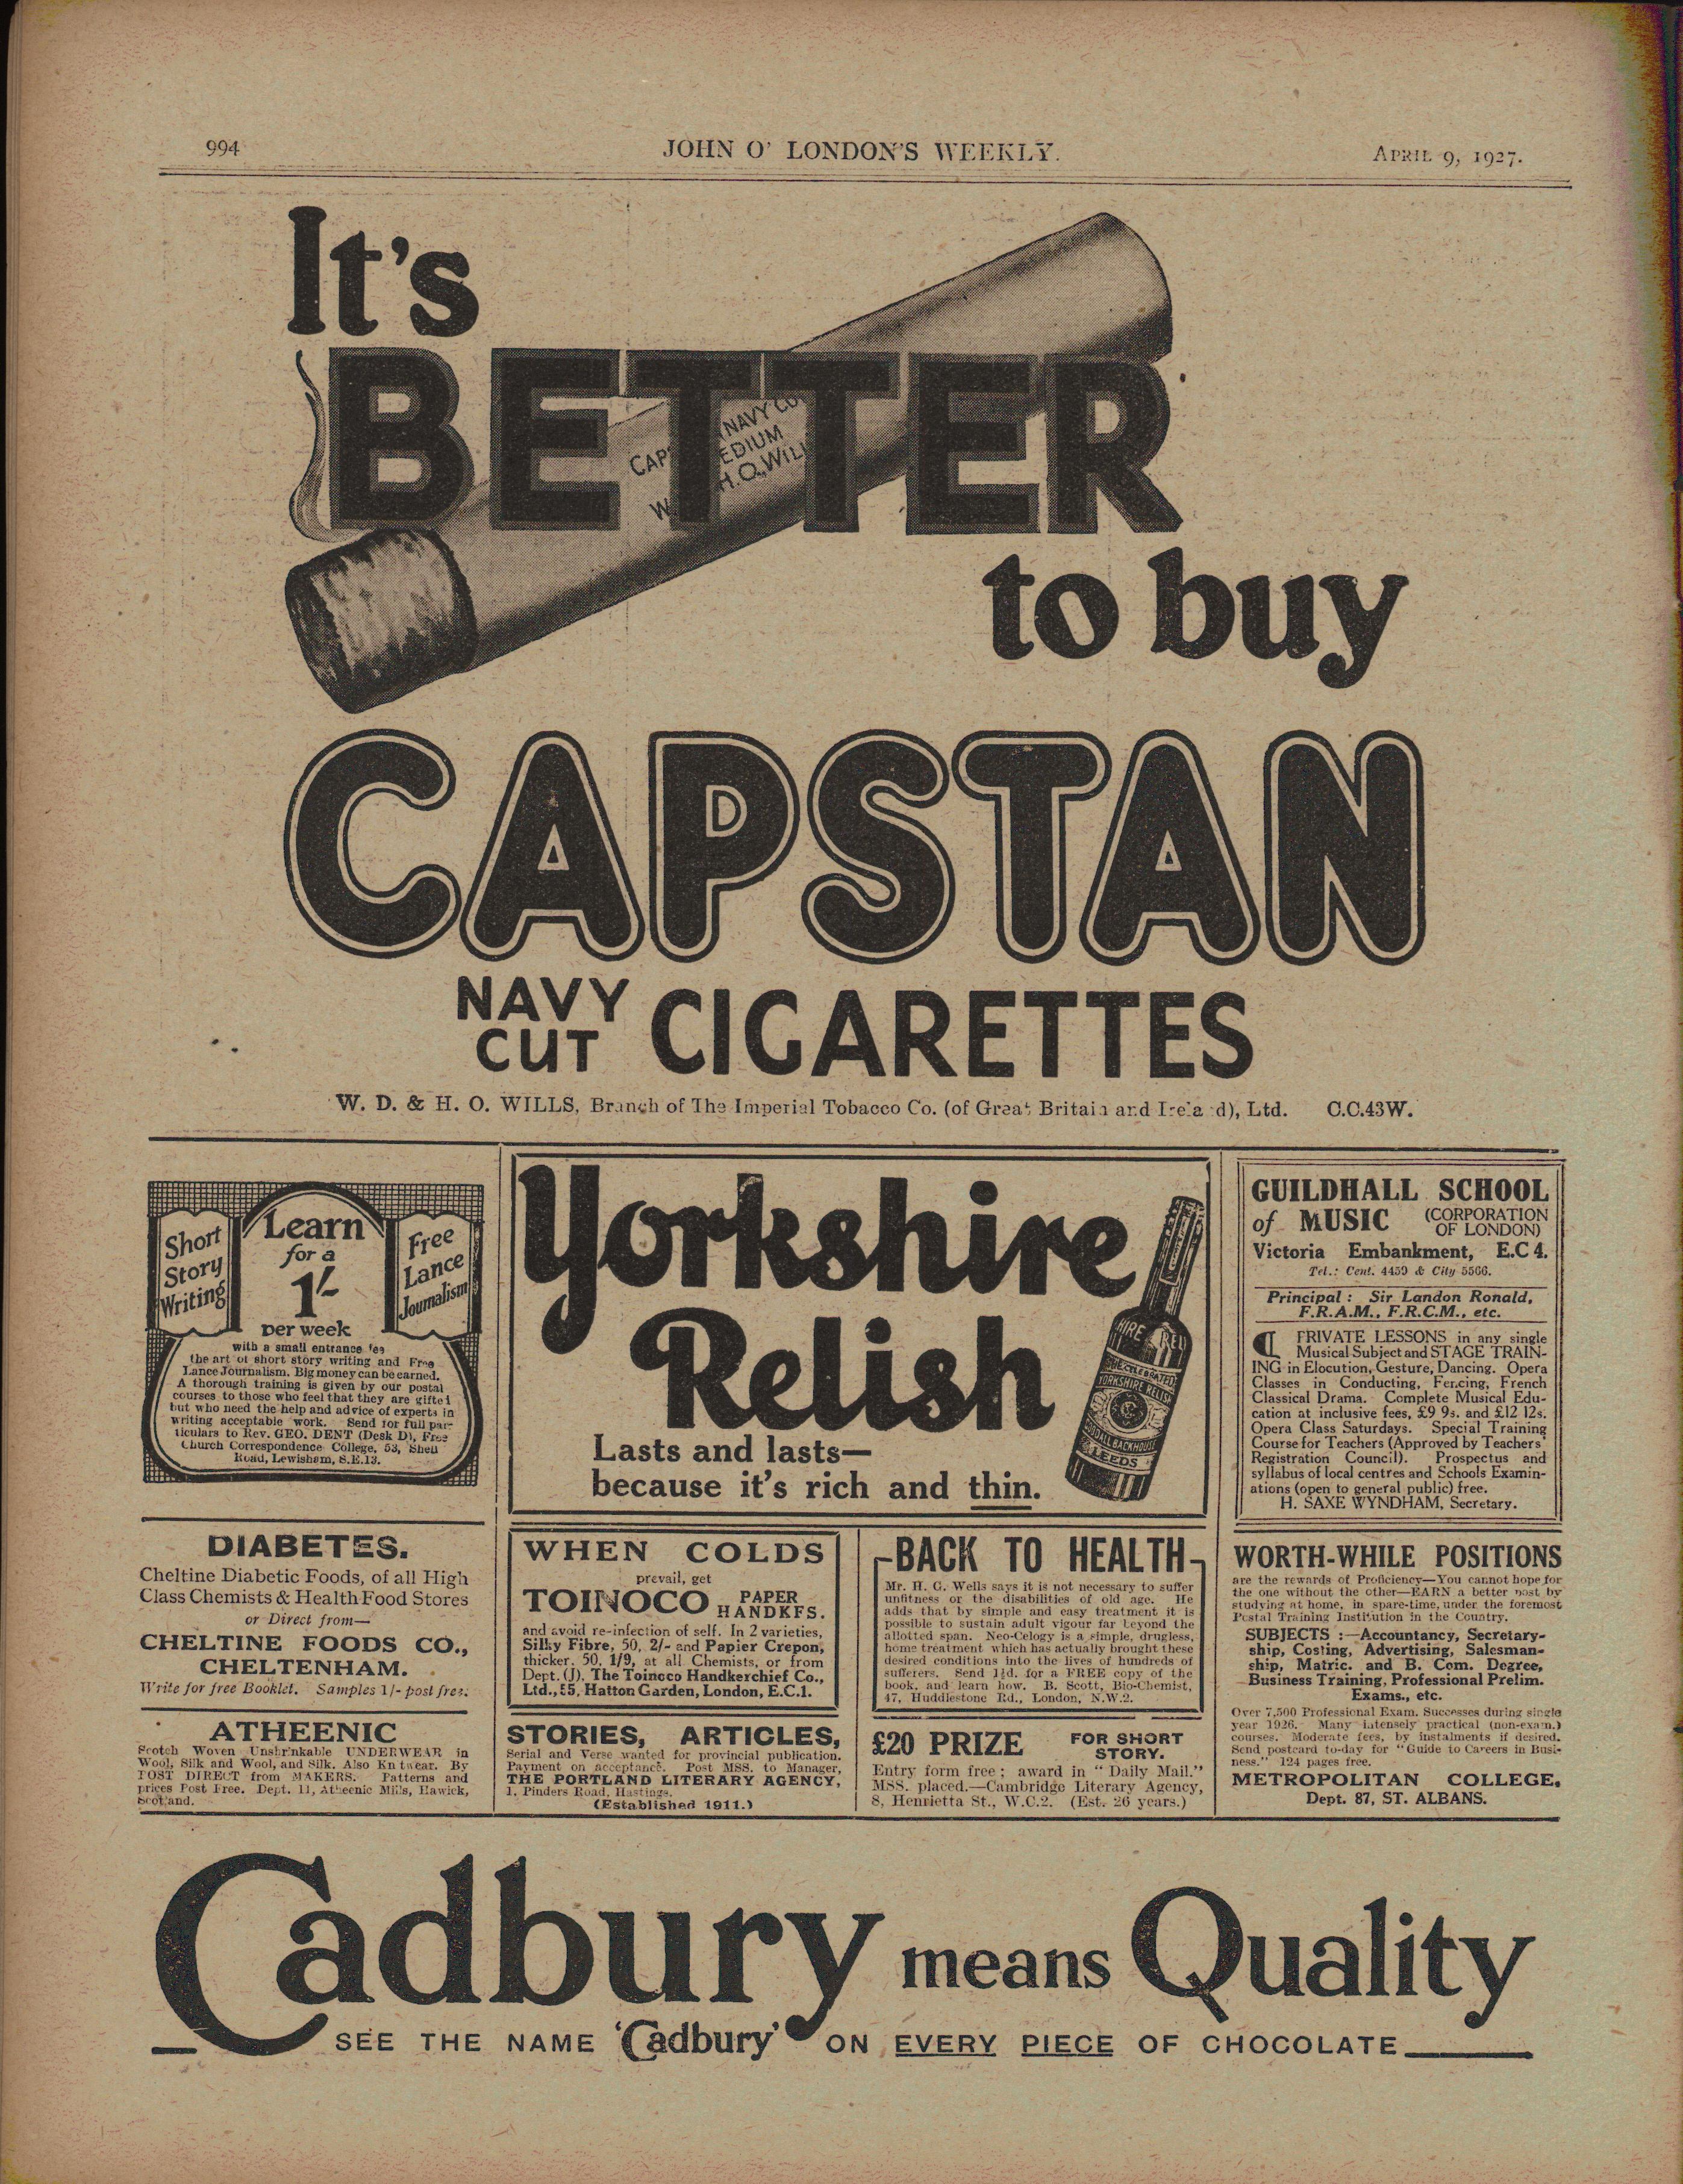 994
JOHN O' LONDON'S WEEKLY.
APRIL 9, 1927.
It's
BETTER
CAP NAVY CU
EDIUM
W H.O.WILL
to buy
CAPSTAN
NAVY
CUT
CIGARETTES
W. D. & H. O. WILLS, Branch of The Imperial Tobacco Co. (of Great Britain and Ireland), Ltd. C.C.43W.
Short
Story
Writing
Learn
for a
1/-
per week
Free
Lance
Journalism
with a small entrance fee
the art of short story writing and Free
Lance Journalism. Big money can be earned.
A thorough training is given by our postal
courses to those who feel that they are gifted
but who need the help and advice of experts in
writing acceptable work. Send for full par-
ticulars to Rev. GEO. DENT (Desk D), Free
Church Correspondence College, 53, Shell
Road, Lewisham, S.E.13.
Yorkshire
Relish
Lasts and lasts—
because it's rich and thin.
HIRE REL
CELEBRATED
YORKSHIRE RELISH
GOODALL BACKHOUSE
LEEDS
GUILDHALL SCHOOL
of MUSIC (CORPORATION
OF LONDON)
Victoria Embankment, E.C 4.
Tel.: Cent. 4459 & City 5566.
Principal : Sir Landon Ronald,
F.R.A.M., F.R.C.M., etc.
PRIVATE LESSONS in any single
Musical Subject and STAGE TRAIN-
ING in Elocution, Gesture, Dancing. Opera
Classes in Conducting, Fencing, French
Classical Drama. Complete Musical Edu-
cation at inclusive fees, £9 9s. and £12 12s.
Opera Class Saturdays. Special Training
Course for Teachers (Approved by Teachers'
Registration Council). Prospectus and
syllabus of local centres and Schools Examin-
ations (open to general public) free.
H. SAXE WYNDHAM, Secretary.
DIABETES.
Cheltine Diabetic Foods, of all High
Class Chemists & Health Food Stores
or Direct from—
CHELTINE FOODS CO.,
CHELTENHAM.
Write for free Booklet. Samples 1/- post free.
ATHEENIC
Scotch Woven Unshrinkable UNDERWEAR in
Wool, Silk and Wool, and Silk. Also Kn twear. By
POST DIRECT from MAKERS. Patterns and
prices Post Free. Dept. 11, Atheenic Mills, Hawick,
Scotland.
WHEN COLDS
prevail, get
TOINOCO PAPER
HANDKFS.
and avoid re-infection of self. In 2 varieties,
Silky Fibre, 50, 2/- and Papier Crepon,
thicker, 50, 1/9, at all Chemists, or from
Dept. (J). The Toinoco Handkerchief Co.,
Ltd., 55, Hatton Garden, London, E.C.1.
STORIES, ARTICLES,
Serial and Verse wanted for provincial publication.
Payment on acceptance. Post MSS. to Manager,
THE PORTLAND LITERARY AGENCY,
1, Pinders Road, Hastings.
(Established 1911.)
BACK TO HEALTH
Mr. H. G. Wells says it is not necessary to suffer
unfitness or the disabilities of old age. He
adds that by simple and easy treatment it is
possible to sustain adult vigour far beyond the
allotted span. Neo-Celogy is a simple, drugless,
home treatment which has actually brought these
desired conditions into the lives of hundreds of
sufferers. Send 1½d. for a FREE copy of the
book, and learn how. B. Scott, Bio-Chemist,
47, Huddlestone Rd., London, N.W.2.
£20 PRIZE FOR SHORT
STORY.
Entry form free ; award in "Daily Mail."
MSS. placed.—Cambridge Literary Agency,
8, Henrietta St., W.C.2. (Est. 26 years.)
WORTH-WHILE POSITIONS
are the rewards of Proficiency—You cannot hope for
the one without the other—EARN a better post by
studying at home, in spare-time, under the foremost
Postal Training Institution in the Country.
SUBJECTS :—Accountancy, Secretary-
ship, Costing, Advertising, Salesman-
ship, Matric. and B. Com. Degree,
Business Training, Professional Prelim.
Exams., etc.
Over 7,500 Professional Exam. Successes during single
year 1926. Many intensely practical (non-exam.)
courses. Moderate fees, by instalments if desired.
Send postcard to-day for "Guide to Careers in Busi-
ness." 124 pages free.
METROPOLITAN COLLEGE,
Dept. 87, ST. ALBANS.
Cadbury means Quality
SEE THE NAME 'Cadbury' ON EVERY PIECE OF CHOCOLATE